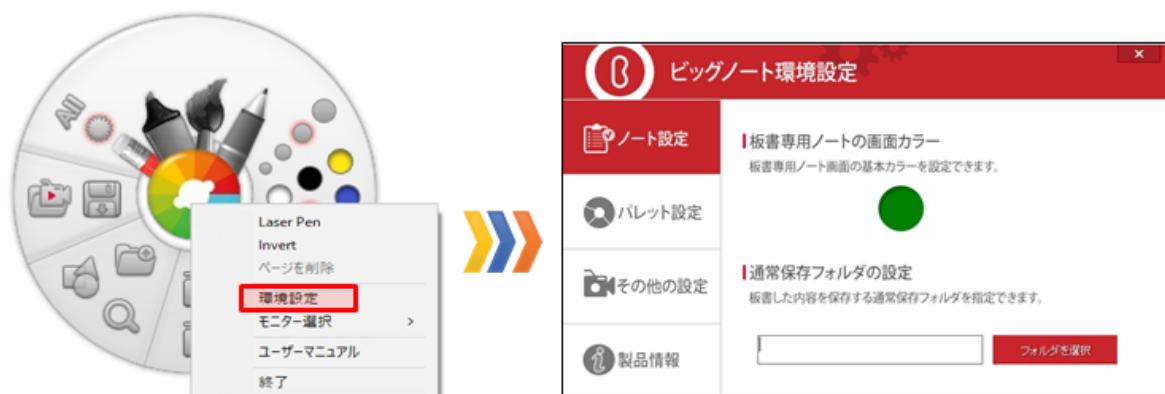 All
Laser Pen
Invert
ページを削除
環境設定
モニター選択 >
ユーザーマニュアル
終了
ビッグノート環境設定
×
ノート設定
パレット設定
その他の設定
製品情報
板書専用ノートの画面カラー
板書専用ノート画面の基本カラーを設定できます。
通常保存フォルダの設定
板書した内容を保存する通常保存フォルダを指定できます。
フォルダを選択